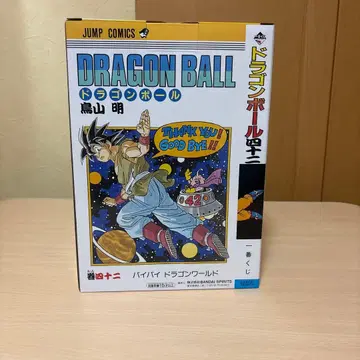 JUMP COMICS
DRAGON BALL
ドラゴンボール
鳥山 明
THANK YOU!
GOOD BYE!!
42
巻四十二
バイバイ ドラゴンワールド
ドラゴンボール四十二
一番くじ